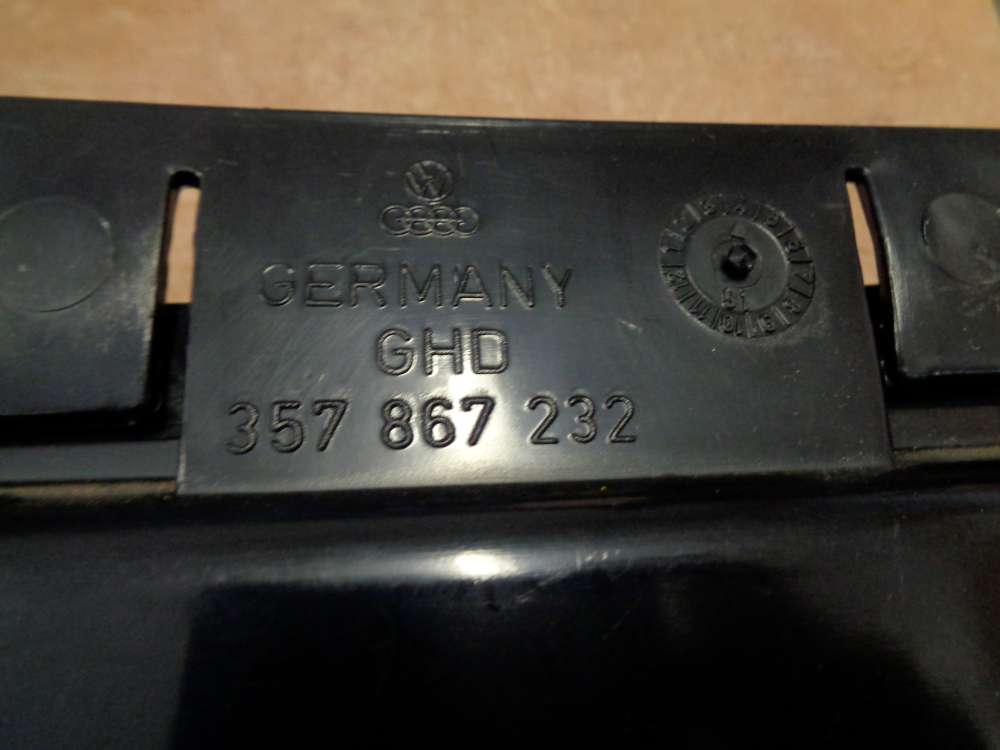 GERMANY
GHD
357 867 232